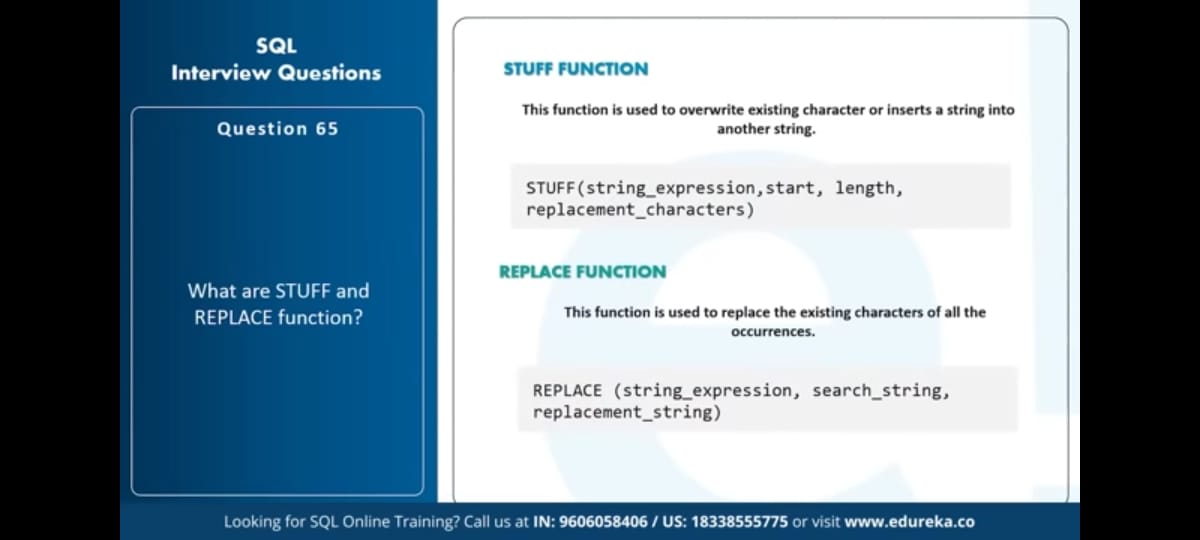 SQL
Interview Questions
Question 65
What are STUFF and
REPLACE function?
STUFF FUNCTION
This function is used to overwrite existing character or inserts a string into
another string.
STUFF(string_expression,start, length,
replacement_characters)
REPLACE FUNCTION
This function is used to replace the existing characters of all the
occurrences.
REPLACE (string_expression, search_string,
replacement_string)
Looking for SQL Online Training? Call us at IN: 9606058406 / US: 18338555775 or visit www.edureka.co